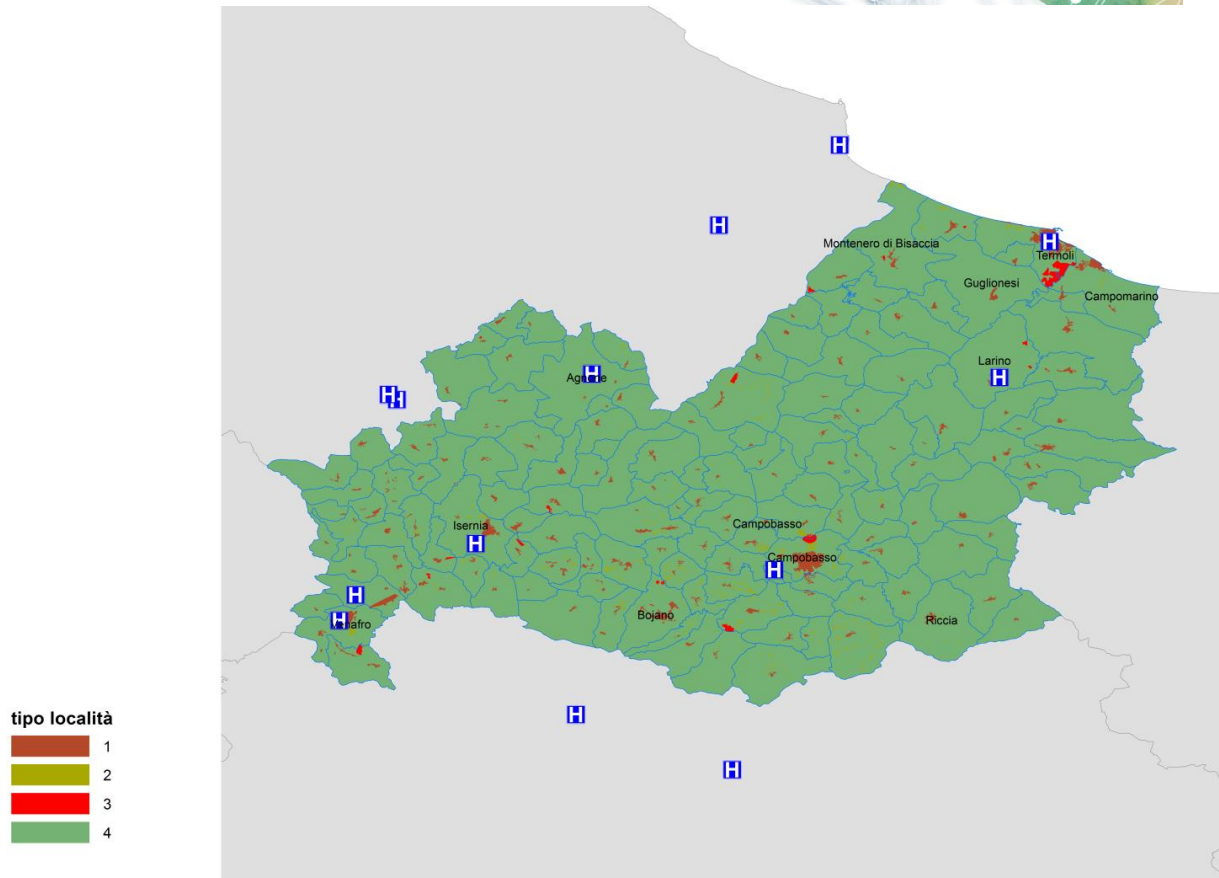 H
H
Montenero di Bisaccia
H
Termoli
Guglionesi
Campomarino
Larino
H
H
Agnone
H
H
Isernia
H
Campobasso
Campobasso
H
H
H
Venafro
Bojano
Riccia
H
H
tipo località
1
2
3
4